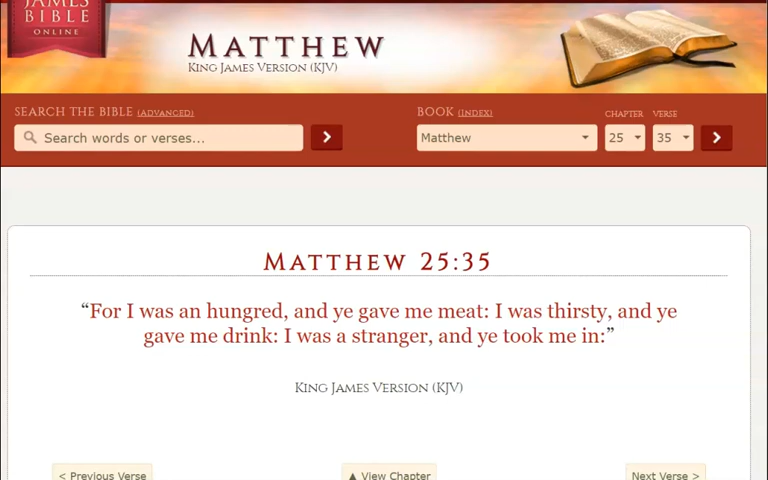 JAMES
BIBLE
ONLINE
MATTHEW
KING JAMES VERSION (KJV)
SEARCH THE BIBLE (ADVANCED)
BOOK (INDEX)
CHAPTER
VERSE
Search words or verses...
Matthew
25
35
MATTHEW 25:35
“For I was an hungred, and ye gave me meat: I was thirsty, and ye
gave me drink: I was a stranger, and ye took me in:”
KING JAMES VERSION (KJV)
< Previous Verse
▲ View Chapter
Next Verse >